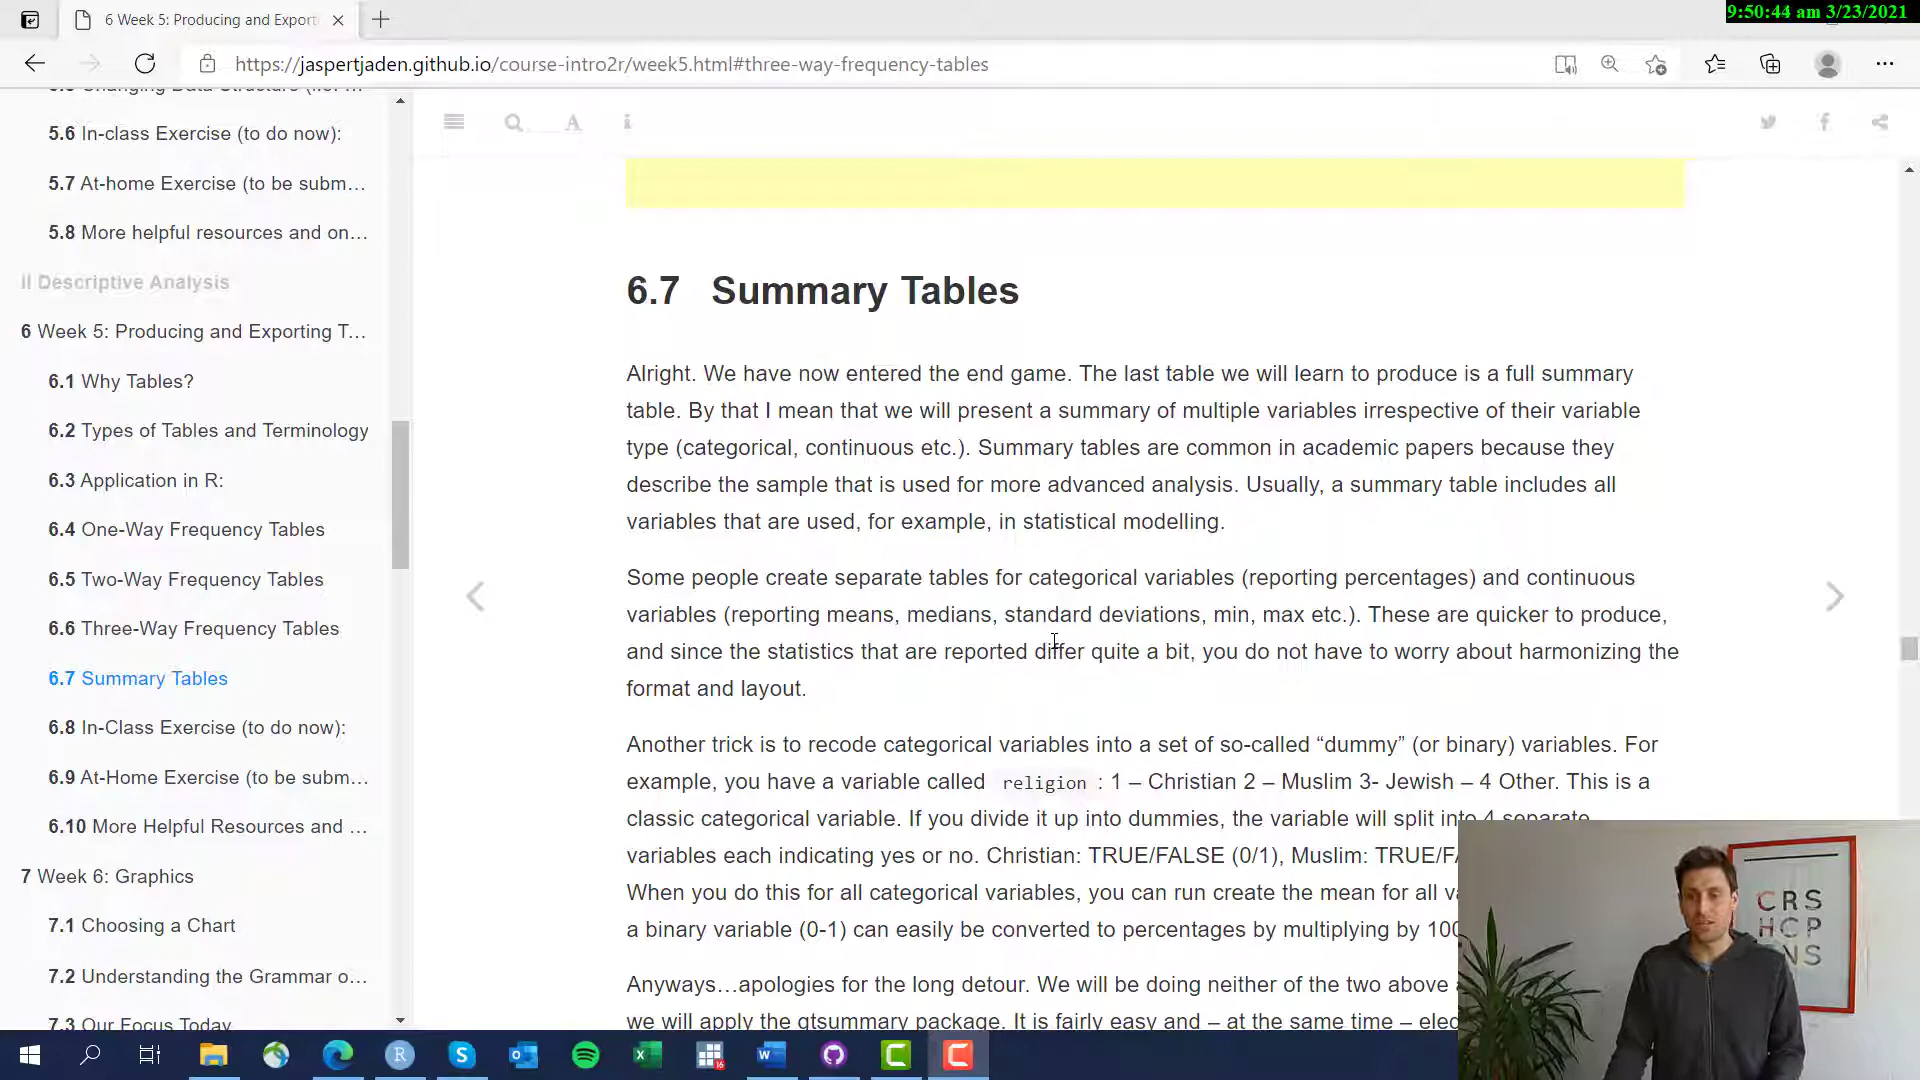 6 Week 5: Producing and Export
9:50:44 am 3/23/2021
https://jaspertjaden.github.io/course-intro2r/week5.html#three-way-frequency-tables
5.6 In-class Exercise (to do now):
5.7 At-home Exercise (to be subm…
5.8 More helpful resources and on…
II Descriptive Analysis
6 Week 5: Producing and Exporting T…
6.1 Why Tables?
6.2 Types of Tables and Terminology
6.3 Application in R:
6.4 One-Way Frequency Tables
6.5 Two-Way Frequency Tables
6.6 Three-Way Frequency Tables
6.7 Summary Tables
6.8 In-Class Exercise (to do now):
6.9 At-Home Exercise (to be subm…
6.10 More Helpful Resources and …
7 Week 6: Graphics
7.1 Choosing a Chart
7.2 Understanding the Grammar o…
7.3 Our Focus Today
6.7 Summary Tables
Alright. We have now entered the end game. The last table we will learn to produce is a full summary
table. By that I mean that we will present a summary of multiple variables irrespective of their variable
type (categorical, continuous etc.). Summary tables are common in academic papers because they
describe the sample that is used for more advanced analysis. Usually, a summary table includes all
variables that are used, for example, in statistical modelling.
Some people create separate tables for categorical variables (reporting percentages) and continuous
variables (reporting means, medians, standard deviations, min, max etc.). These are quicker to produce,
and since the statistics that are reported differ quite a bit, you do not have to worry about harmonizing the
format and layout.
Another trick is to recode categorical variables into a set of so-called “dummy” (or binary) variables. For
example, you have a variable called religion : 1 – Christian 2 – Muslim 3- Jewish – 4 Other. This is a
classic categorical variable. If you divide it up into dummies, the variable will split into 4 separate
variables each indicating yes or no. Christian: TRUE/FALSE (0/1), Muslim: TRUE/FA
When you do this for all categorical variables, you can run create the mean for all va
a binary variable (0-1) can easily be converted to percentages by multiplying by 100
Anyways…apologies for the long detour. We will be doing neither of the two above a
we will apply the gtsummary package. It is fairly easy and – at the same time – eleg
CRS
HCP
NS
16